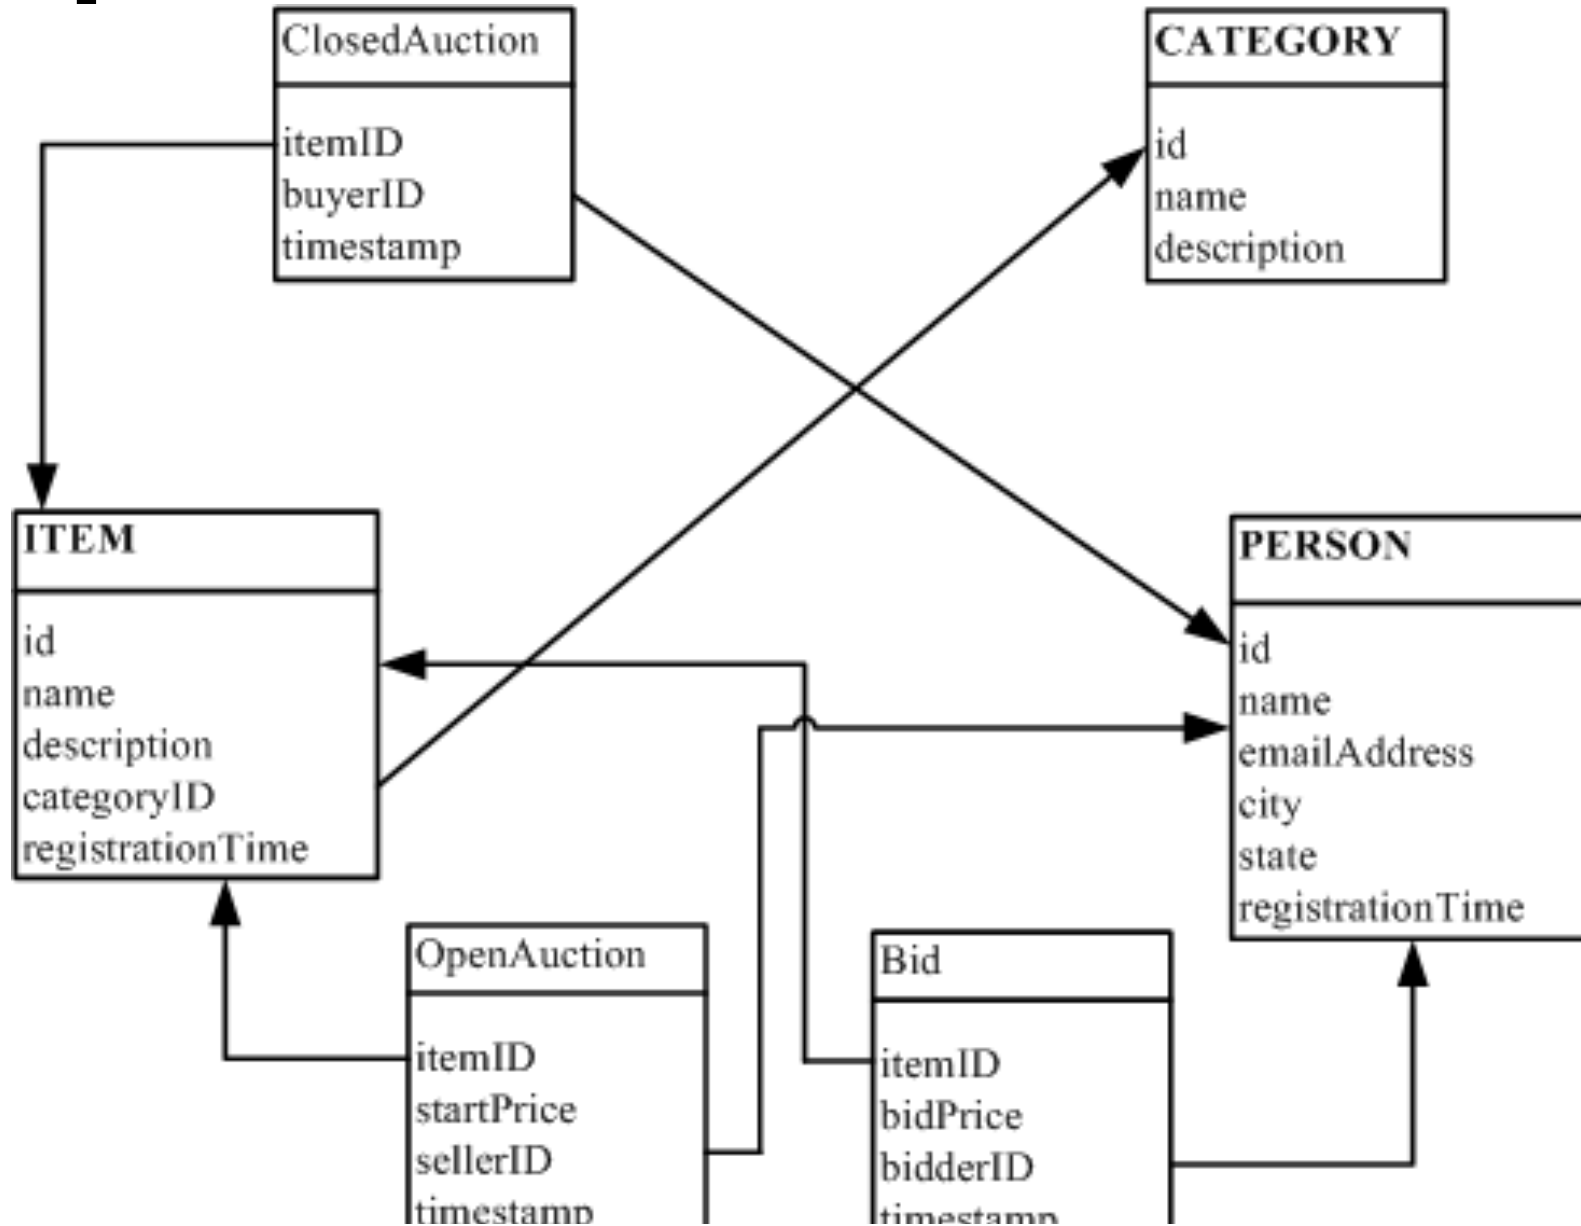 ClosedAuction
itemID
buyerID
timestamp
CATEGORY
id
name
description
ITEM
id
name
description
categoryID
registrationTime
PERSON
id
name
emailAddress
city
state
registrationTime
OpenAuction
itemID
startPrice
sellerID
timestamp
Bid
itemID
bidPrice
bidderID
timestamp